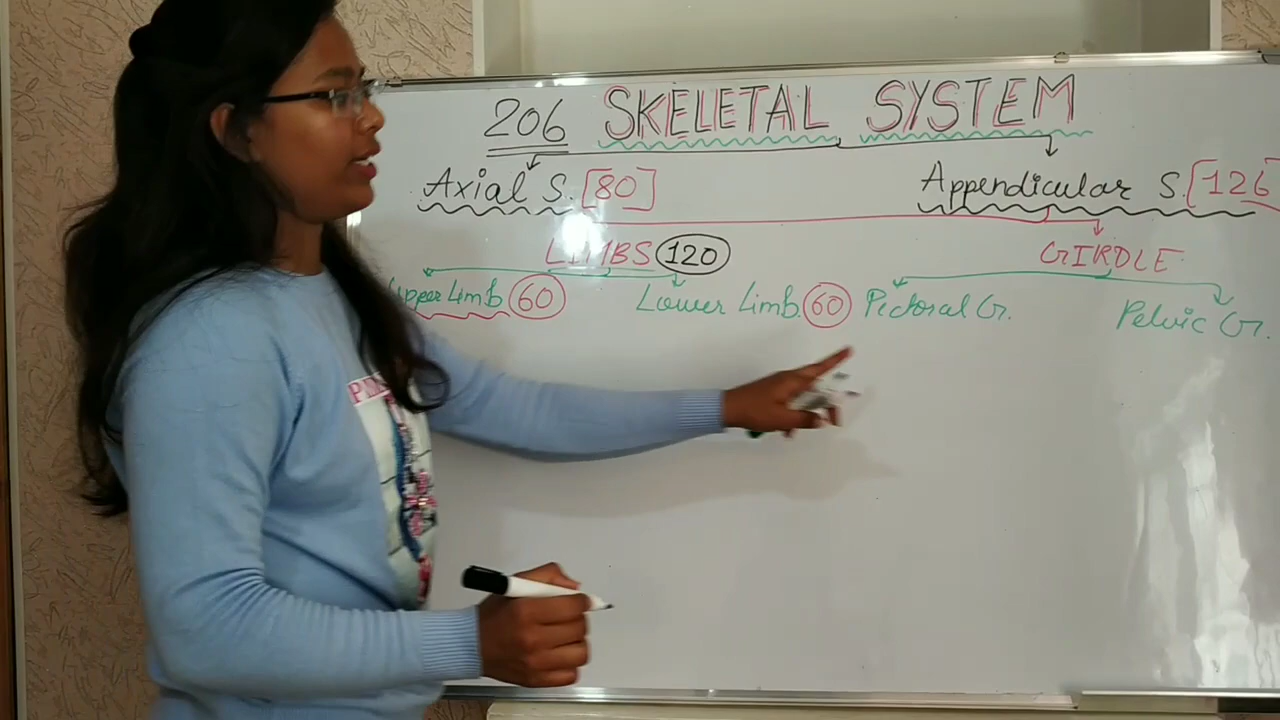 206 SKELETAL SYSTEM
Axial S. [80] Appendicular S. [126
LIMBS 120 GIRDLE
Upper Limb 60 Lower Limb. 60 Pictoral Gr. Pelvic Gr.